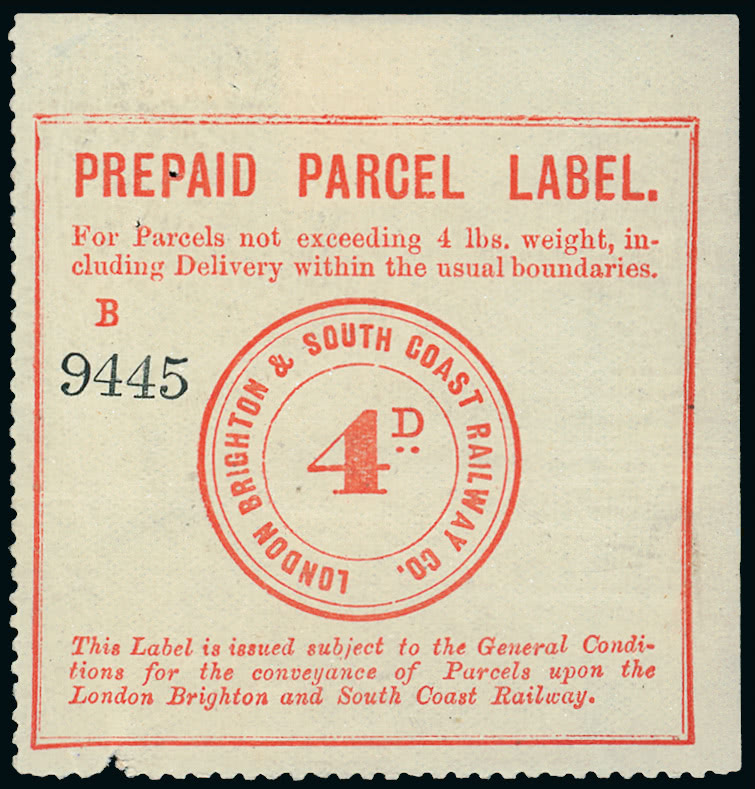 PREPAID PARCEL LABEL.
For Parcels not exceeding 4 lbs. weight, in-
cluding Delivery within the usual boundaries.
B
9445
LONDON BRIGHTON & SOUTH COAST RAILWAY CO.
4D
This Label is issued subject to the General Condi-
tions for the conveyance of Parcels upon the
London Brighton and South Coast Railway.